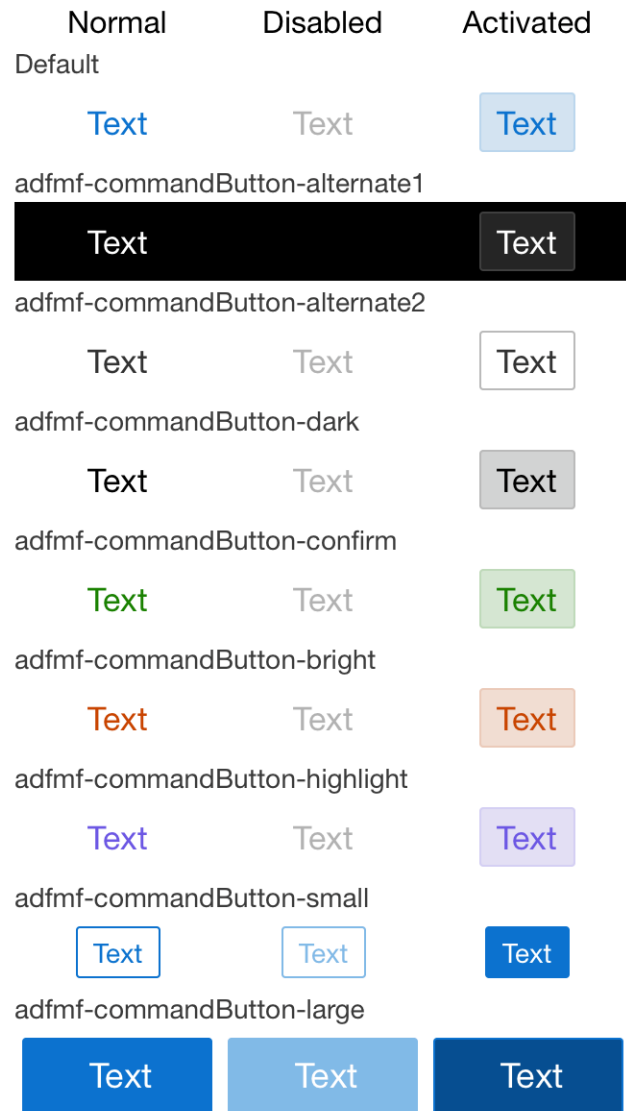 Normal Disabled Activated
Default
Text Text Text
adfmf-commandButton-alternate1
Text Text
adfmf-commandButton-alternate2
Text Text Text
adfmf-commandButton-dark
Text Text Text
adfmf-commandButton-confirm
Text Text Text
adfmf-commandButton-bright
Text Text Text
adfmf-commandButton-highlight
Text Text Text
adfmf-commandButton-small
Text Text Text
adfmf-commandButton-large
Text Text Text